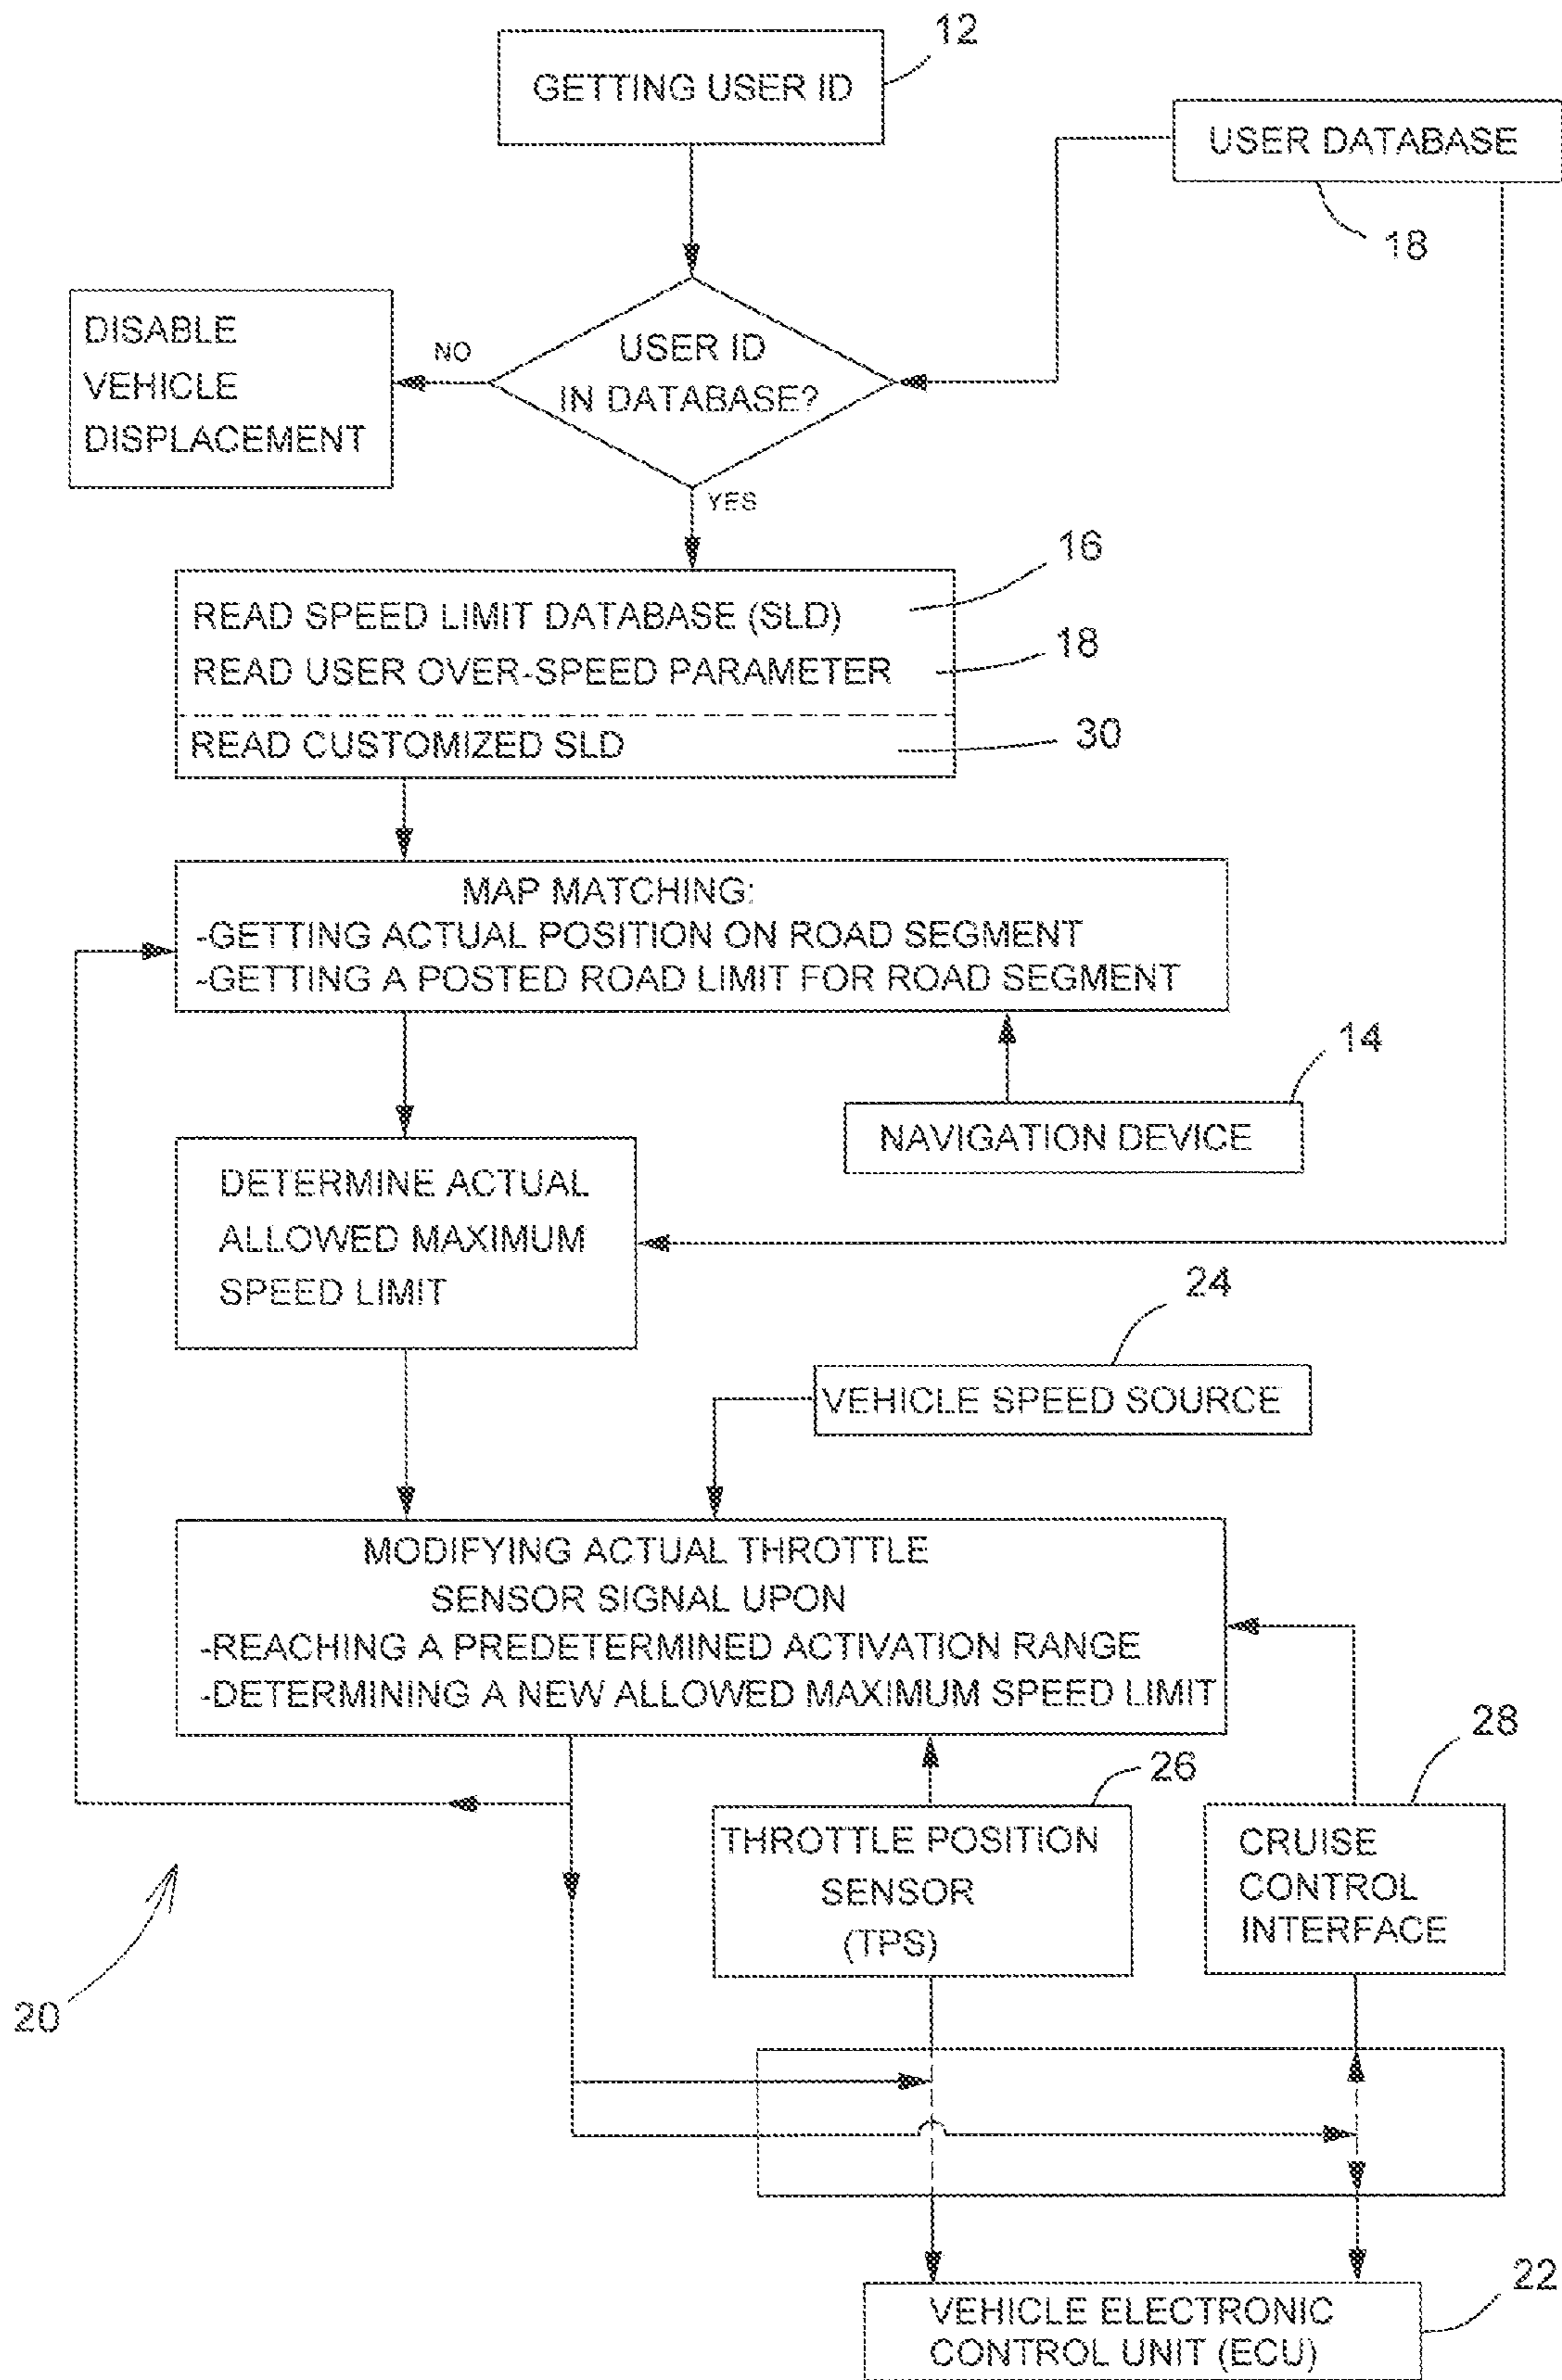 12
GETTING USER ID
USER DATABASE
18
DISABLE
VEHICLE
DISPLACEMENT
NO
USER ID
IN DATABASE?
YES
16
READ SPEED LIMIT DATABASE (SLD)
18
READ USER OVER-SPEED PARAMETER
30
READ CUSTOMIZED SLD
MAP MATCHING:
-GETTING ACTUAL POSITION ON ROAD SEGMENT
-GETTING A POSTED ROAD LIMIT FOR ROAD SEGMENT
14
NAVIGATION DEVICE
DETERMINE ACTUAL
ALLOWED MAXIMUM
SPEED LIMIT
24
VEHICLE SPEED SOURCE
MODIFYING ACTUAL THROTTLE
SENSOR SIGNAL UPON
-REACHING A PREDETERMINED ACTIVATION RANGE
-DETERMINING A NEW ALLOWED MAXIMUM SPEED LIMIT
28
26
THROTTLE POSITION
SENSOR
(TPS)
CRUISE
CONTROL
INTERFACE
20
22
VEHICLE ELECTRONIC
CONTROL UNIT (ECU)